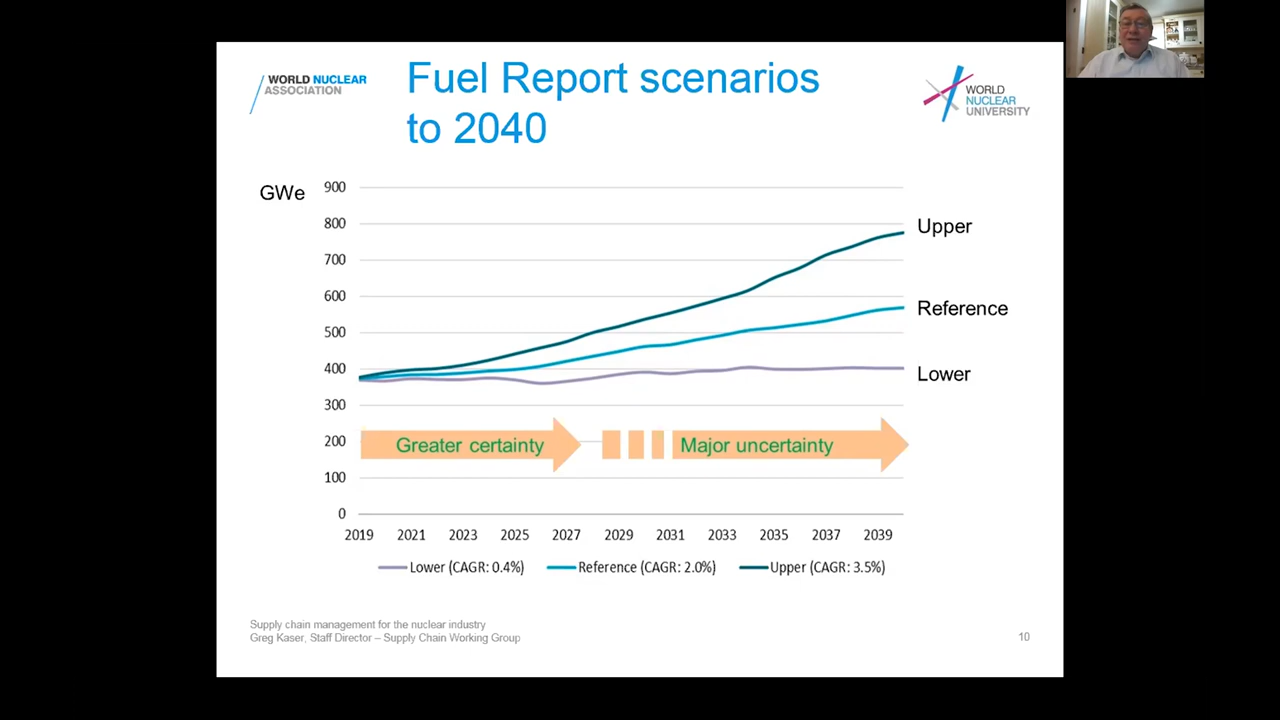 WORLD NUCLEAR
ASSOCIATION
Fuel Report scenarios
to 2040
WORLD
NUCLEAR
UNIVERSITY
GWe
900
800
700
600
500
400
300
200
100
0
Upper
Reference
Lower
Greater certainty
Major uncertainty
2019 2021 2023 2025 2027 2029 2031 2033 2035 2037 2039
Lower (CAGR: 0.4%) Reference (CAGR: 2.0%) Upper (CAGR: 3.5%)
Supply chain management for the nuclear industry
Greg Kaser, Staff Director – Supply Chain Working Group
10